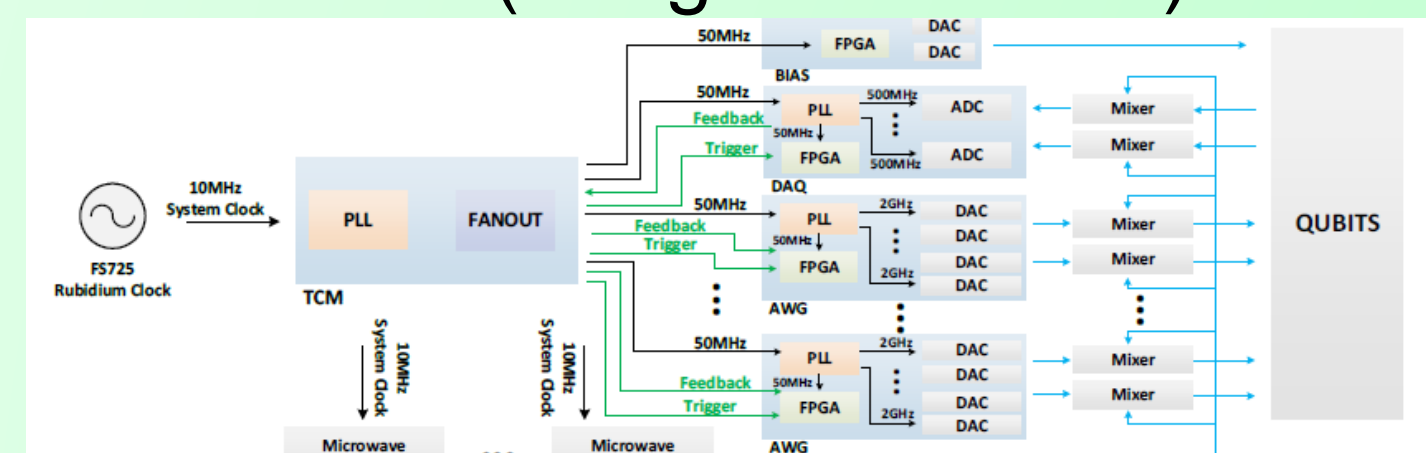 50MHz
FPGA
DAC
DAC
BIAS
50MHz
PLL
500MHz
ADC
Feedback
50MHz
Trigger
FPGA
500MHz
ADC
DAQ
Mixer
Mixer
10MHz
System Clock
PLL
FANOUT
FS725
Rubidium Clock
TCM
50MHz
PLL
2GHz
DAC
DAC
Feedback
50MHz
Trigger
FPGA
2GHz
DAC
DAC
AWG
Mixer
Mixer
QUBITS
50MHz
PLL
2GHz
DAC
DAC
Feedback
50MHz
Trigger
FPGA
2GHz
DAC
DAC
AWG
Mixer
Mixer
10MHz
System Clock
10MHz
System Clock
Microwave
Microwave